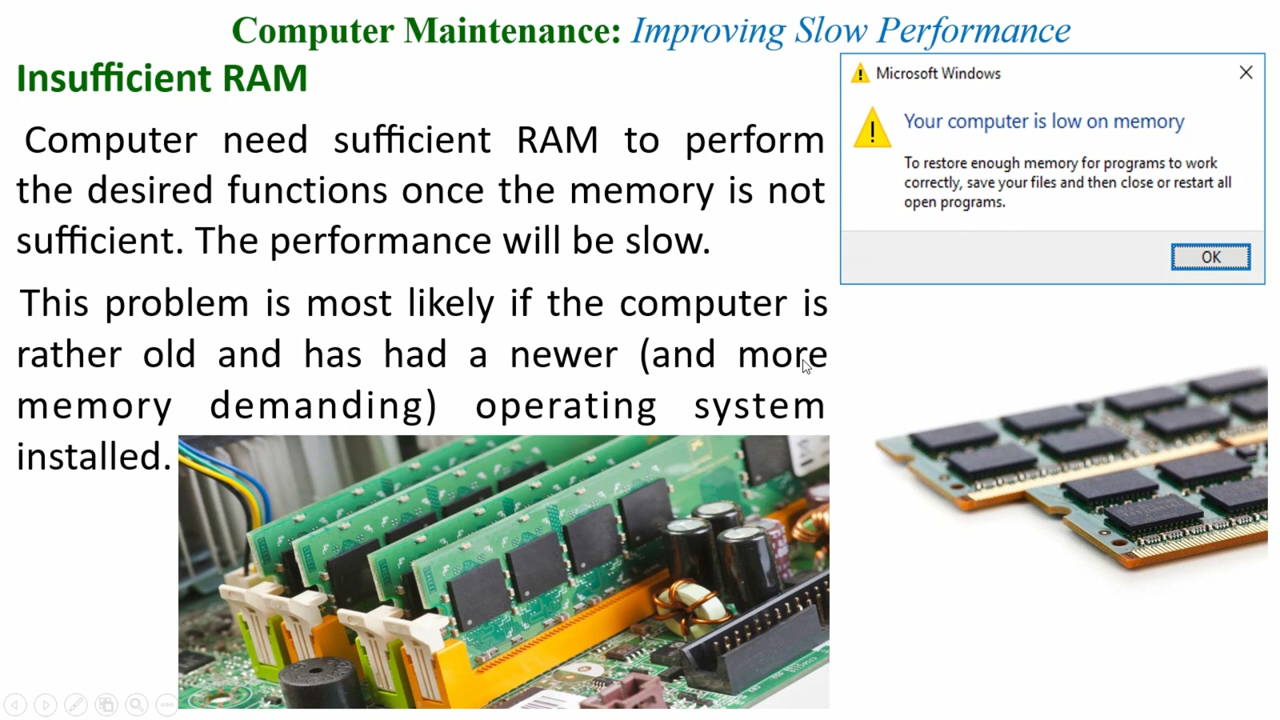 Computer Maintenance: Improving Slow Performance
Insufficient RAM
Computer need sufficient RAM to perform
the desired functions once the memory is not
sufficient. The performance will be slow.
This problem is most likely if the computer is
rather old and has had a newer (and more
memory demanding) operating system
installed.
Microsoft Windows
Your computer is low on memory
To restore enough memory for programs to work
correctly, save your files and then close or restart all
open programs.
OK